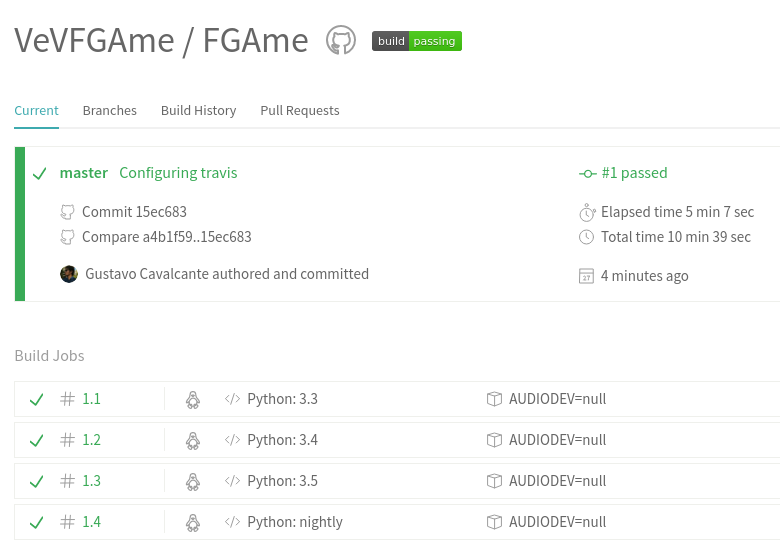 VeVFGAme / FGAme build passing
Current Branches Build History Pull Requests
master Configuring travis #1 passed
Commit 15ec683 Elapsed time 5 min 7 sec
Compare a4b1f59..15ec683 Total time 10 min 39 sec
Gustavo Cavalcante authored and committed 27 4 minutes ago
Build Jobs
# 1.1 </> Python: 3.3 AUDIODEV=null
# 1.2 </> Python: 3.4 AUDIODEV=null
# 1.3 </> Python: 3.5 AUDIODEV=null
# 1.4 </> Python: nightly AUDIODEV=null